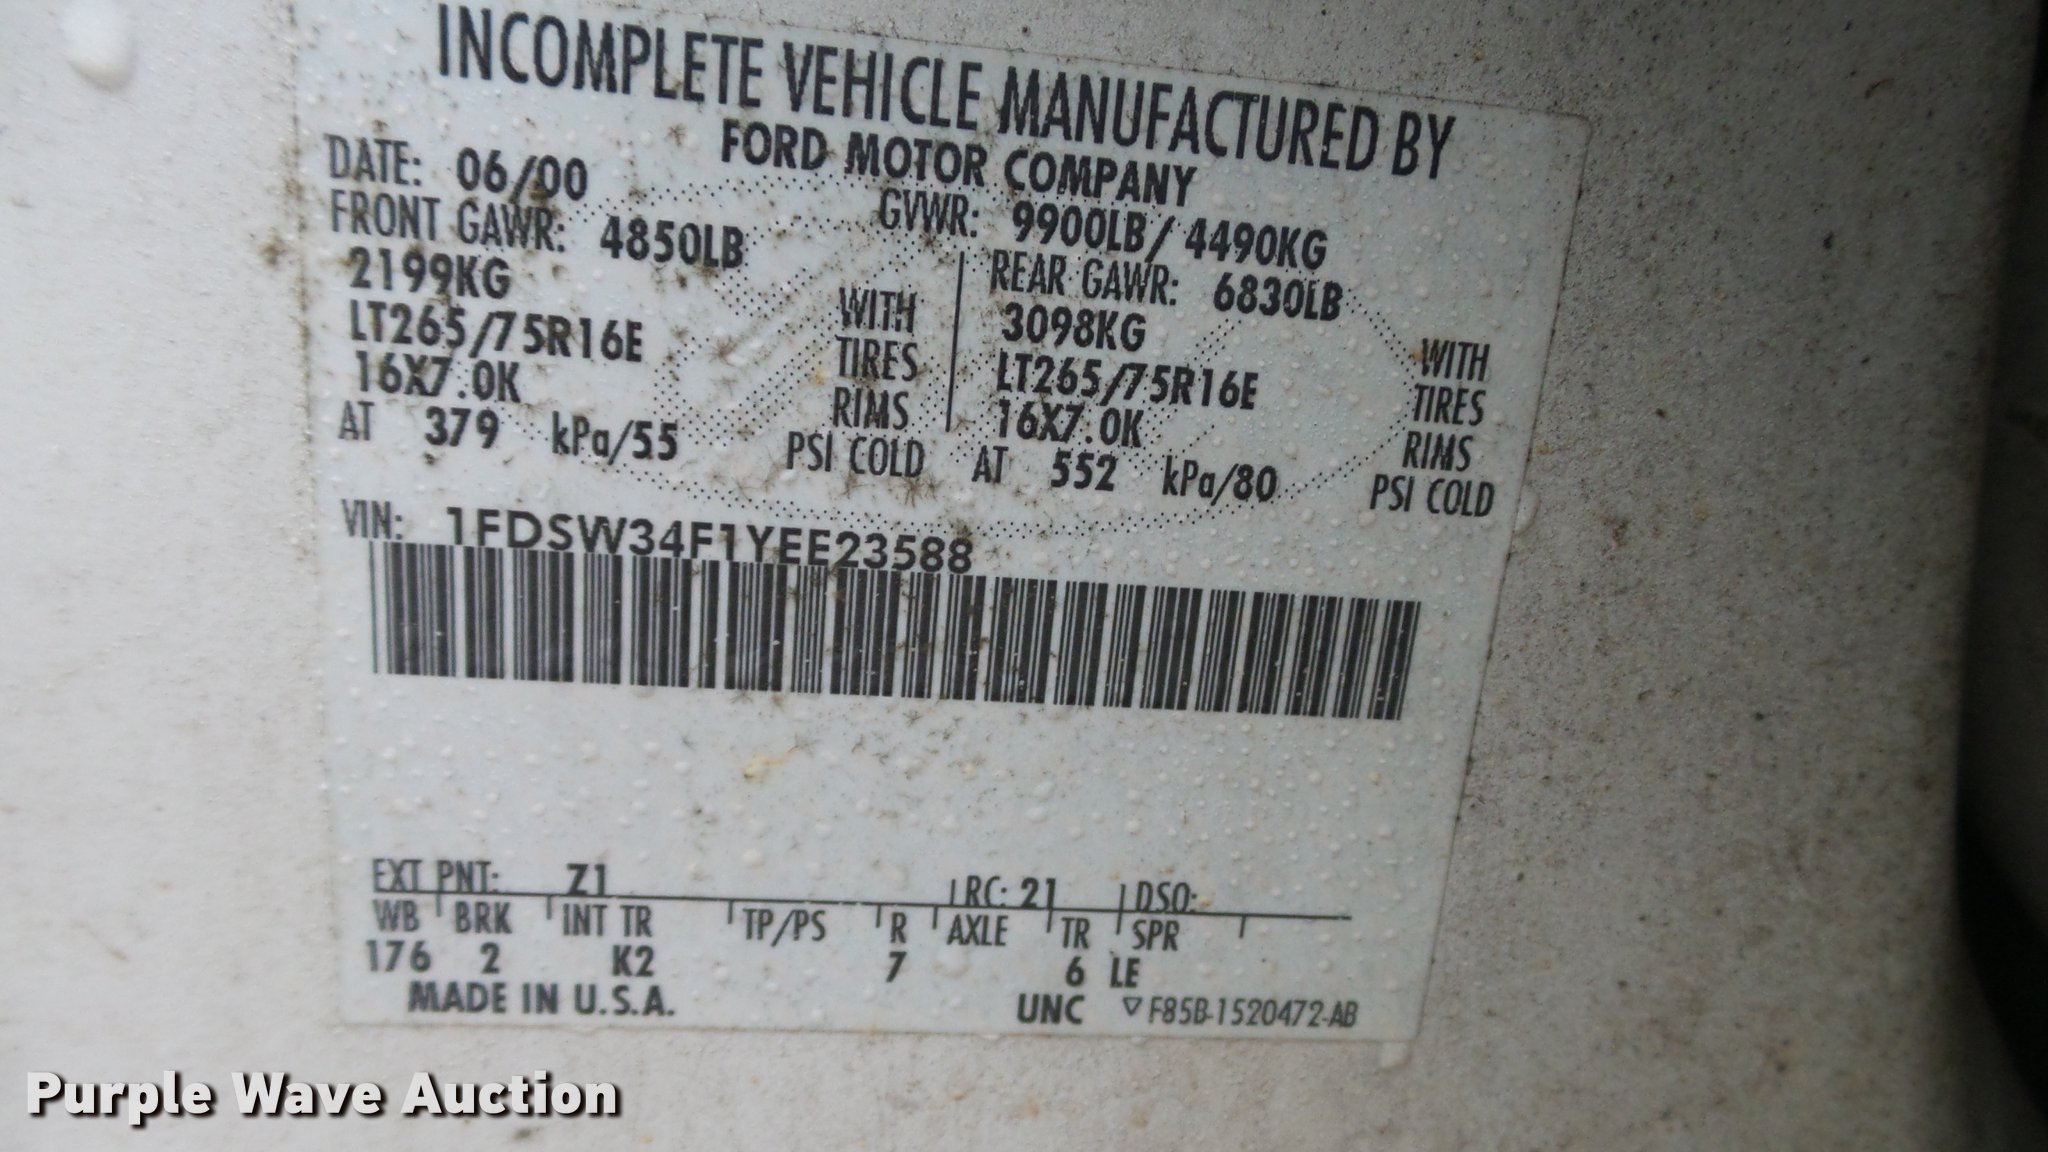 INCOMPLETE VEHICLE MANUFACTURED BY
FORD MOTOR COMPANY
DATE: 06/00 GVWR: 9900LB/ 4490KG
FRONT GAWR: 4850LB REAR GAWR: 6830LB
2199KG WITH 3098KG WITH
LT265/75R16E TIRES LT265/75R16E TIRES
16X7.0K RIMS 16X7.0K RIMS
AT 379 kPa/55 PSI COLD AT 552 kPa/80 PSI COLD
VIN: 1FDSW34F1YEE23588
EXT PNT: Z1 RC: 21 DSO:
WB BRK INT TR TP/PS R AXLE TR SPR
176 2 K2 7 6 LE
MADE IN U.S.A. UNC ▽ F85B-1520472-AB
Purple Wave Auction